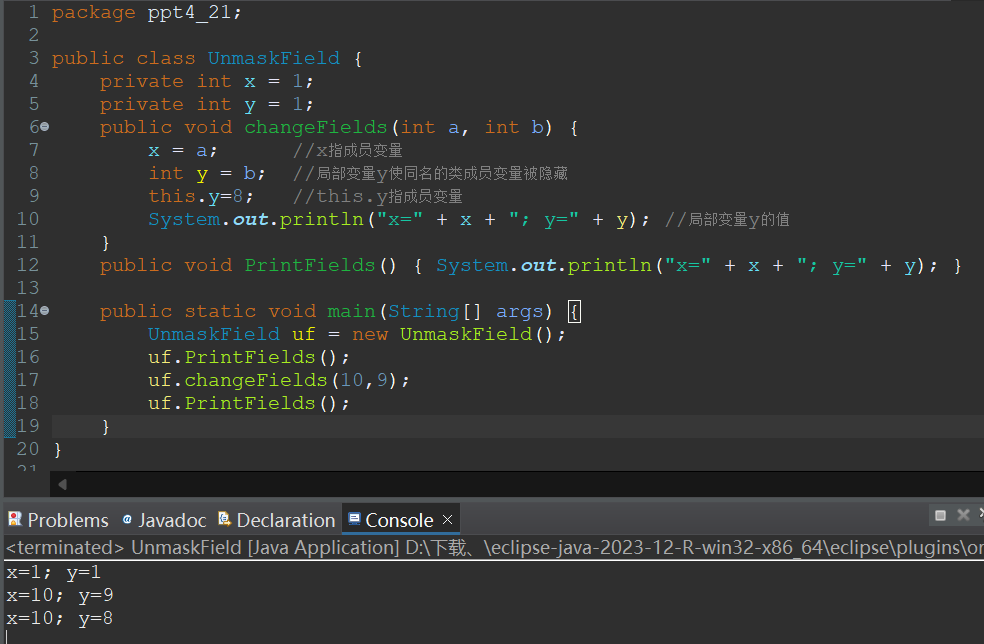 1 package ppt4_21;
2
3 public class UnmaskField {
4 private int x = 1;
5 private int y = 1;
6 public void changeFields(int a, int b) {
7 x = a; //x指成员变量
8 int y = b; //局部变量y使同名的类成员变量被隐藏
9 this.y=8; //this.y指成员变量
10 System.out.println("x=" + x + "; y=" + y); //局部变量y的值
11 }
12 public void PrintFields() { System.out.println("x=" + x + "; y=" + y); }
13
14 public static void main(String[] args) {
15 UnmaskField uf = new UnmaskField();
16 uf.PrintFields();
17 uf.changeFields(10,9);
18 uf.PrintFields();
19 }
20 }
21
Problems Javadoc Declaration Console
<terminated> UnmaskField [Java Application] D:\下载、\eclipse-java-2023-12-R-win32-x86_64\eclipse\plugins\or
x=1; y=1
x=10; y=9
x=10; y=8